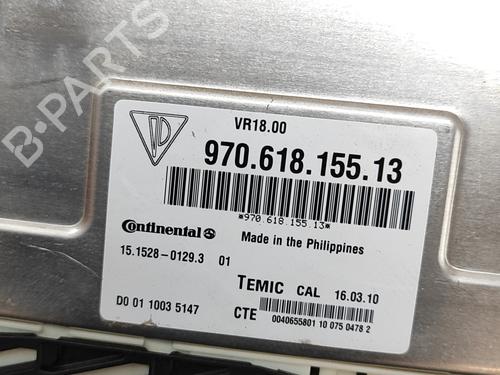 B-PARTS
VR18.00
970.618.155.13
*970.618.155.13*
Continental
Made in the Philippines
15.1528-0129.3 01
TEMIC CAL 16.03.10
D0 01 1003 5147
CTE
0040655801 10 075 0478 2